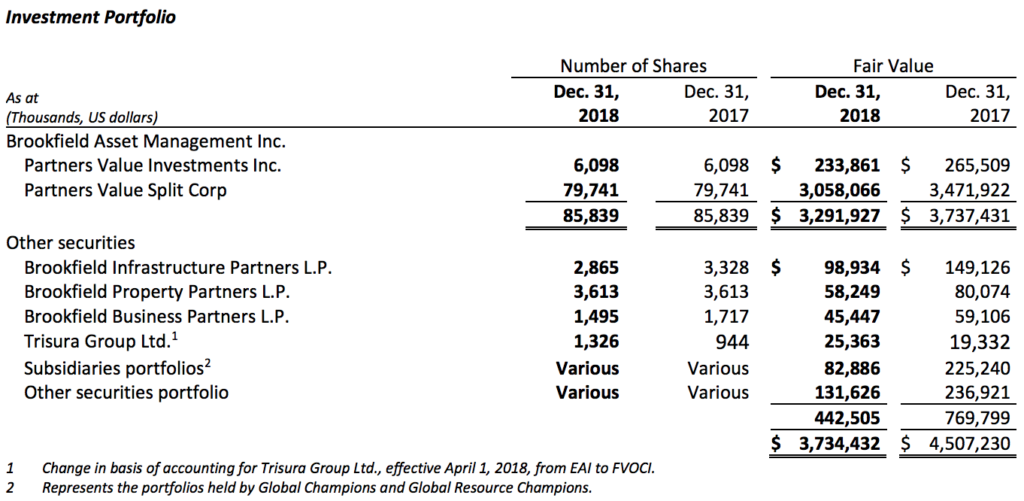 Investment Portfolio
Number of Shares Fair Value
As at Dec. 31, Dec. 31, Dec. 31, Dec. 31,
(Thousands, US dollars) 2018 2017 2018 2017
Brookfield Asset Management Inc.
Partners Value Investments Inc. 6,098 6,098 $ 233,861 $ 265,509
Partners Value Split Corp 79,741 79,741 3,058,066 3,471,922
85,839 85,839 $ 3,291,927 $ 3,737,431
Other securities
Brookfield Infrastructure Partners L.P. 2,865 3,328 $ 98,934 $ 149,126
Brookfield Property Partners L.P. 3,613 3,613 58,249 80,074
Brookfield Business Partners L.P. 1,495 1,717 45,447 59,106
Trisura Group Ltd.¹ 1,326 944 25,363 19,332
Subsidiaries portfolios² Various Various 82,886 225,240
Other securities portfolio Various Various 131,626 236,921
442,505 769,799
$ 3,734,432 $ 4,507,230
1 Change in basis of accounting for Trisura Group Ltd., effective April 1, 2018, from EAI to FVOCI.
2 Represents the portfolios held by Global Champions and Global Resource Champions.